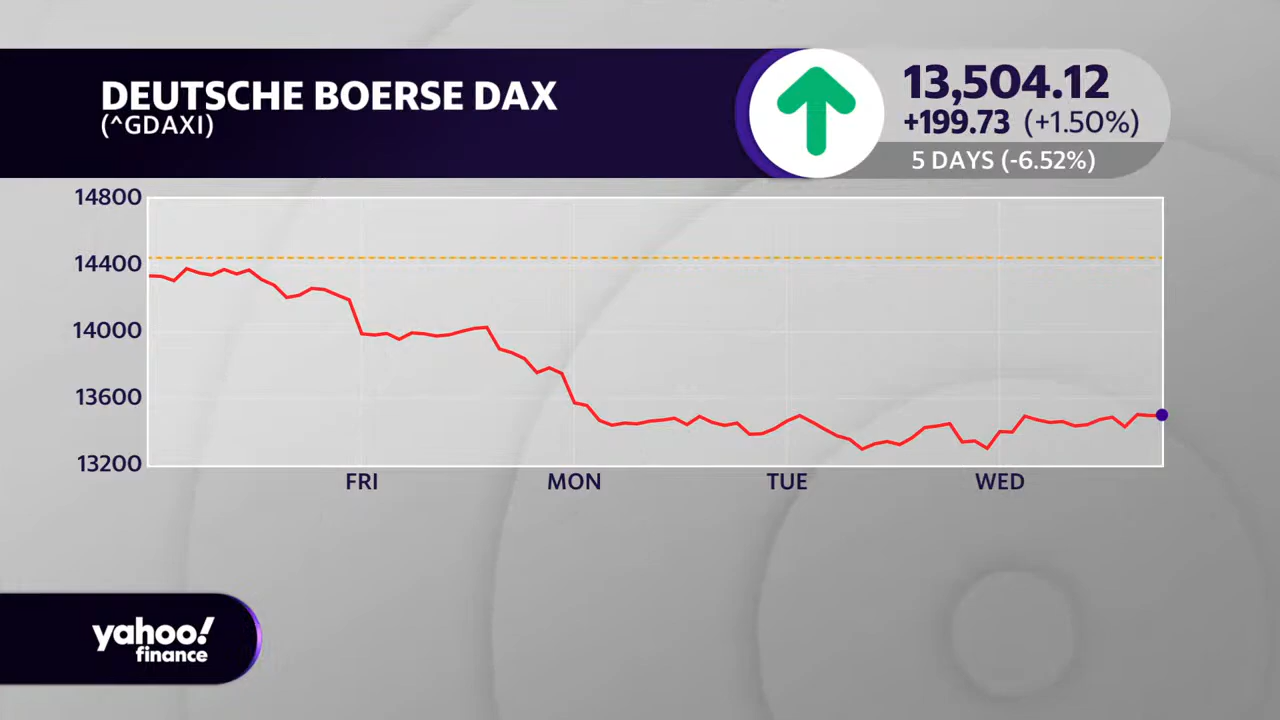 DEUTSCHE BOERSE DAX
(^GDAXI)
13,504.12
+199.73 (+1.50%)
5 DAYS (-6.52%)
14800
14400
14000
13600
13200
FRI MON TUE WED
yahoo!
finance